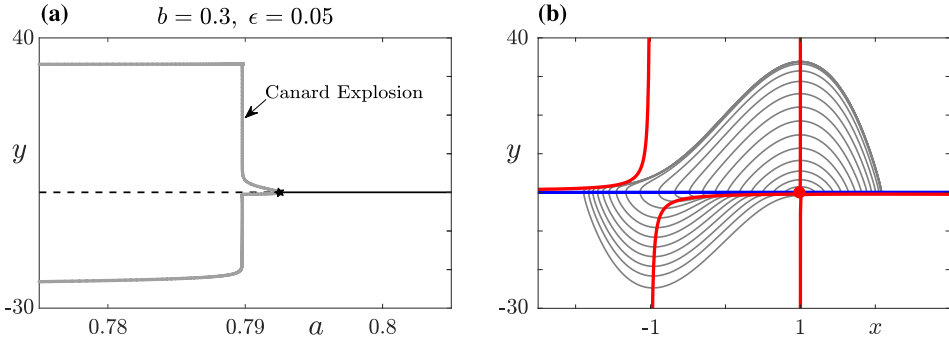 (a) b = 0.3, ϵ = 0.05
40
Canard Explosion
y
-30
0.78 0.79 a 0.8
(b)
40
y
-30
-1 1 x